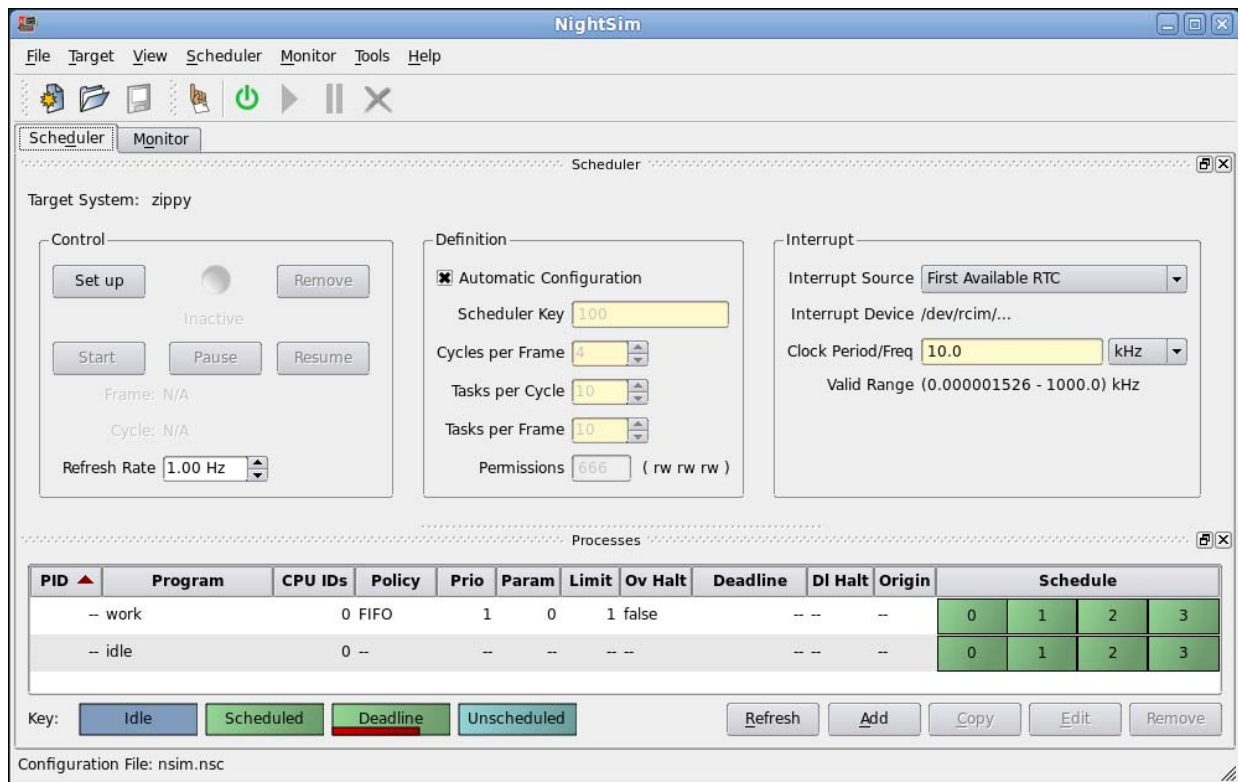 NightSim
File Target View Scheduler Monitor Tools Help
Scheduler Monitor
Scheduler
Target System: zippy
Control
Set up
Remove
Inactive
Start Pause Resume
Frame: N/A
Cycle: N/A
Refresh Rate 1.00 Hz
Definition
Automatic Configuration
Scheduler Key 100
Cycles per Frame 4
Tasks per Cycle 10
Tasks per Frame 10
Permissions 666 ( rw rw rw )
Interrupt
Interrupt Source First Available RTC
Interrupt Device /dev/rcim/...
Clock Period/Freq 10.0 kHz
Valid Range (0.000001526 - 1000.0) kHz
Processes
PID Program CPU IDs Policy Prio Param Limit Ov Halt Deadline Dl Halt Origin Schedule
-- work 0 FIFO 1 0 1 false -- -- -- 0 1 2 3
-- idle 0 -- -- -- -- -- -- -- -- 0 1 2 3
Key: Idle Scheduled Deadline Unscheduled Refresh Add Copy Edit Remove
Configuration File: nsim.nsc